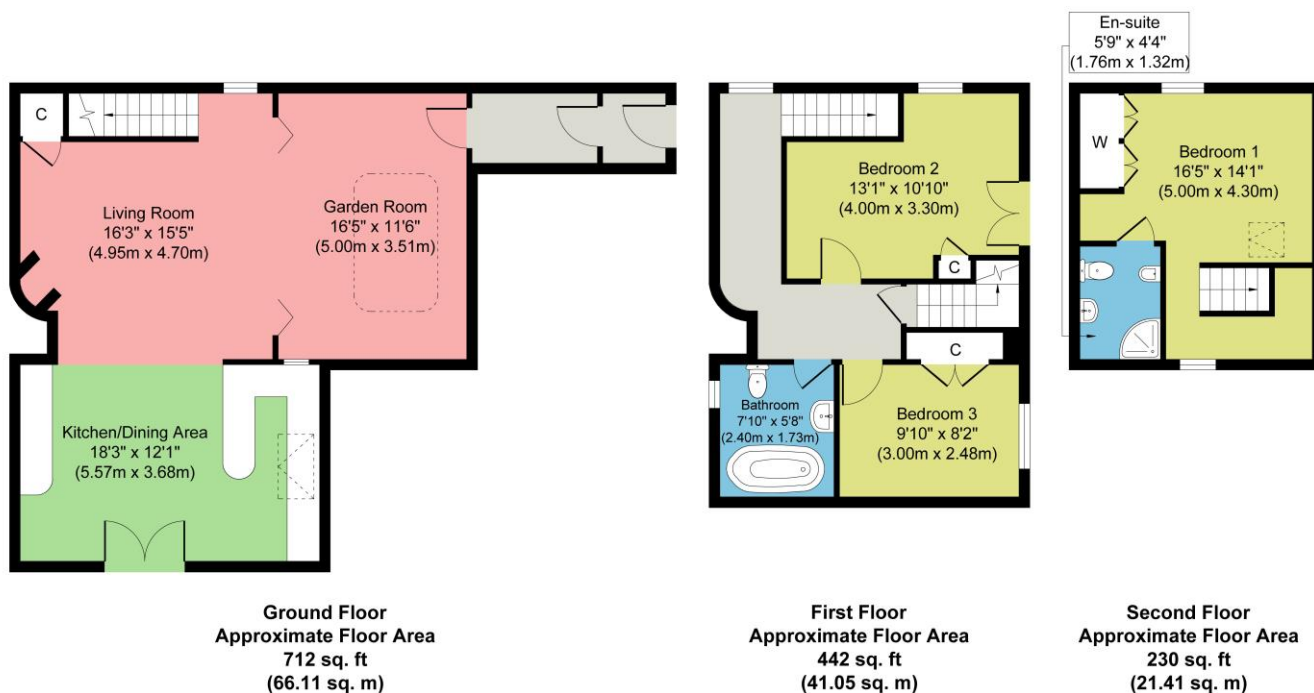 En-suite
5'9" x 4'4"
(1.76m x 1.32m)
C
Living Room
16'3" x 15'5"
(4.95m x 4.70m)
Garden Room
16'5" x 11'6"
(5.00m x 3.51m)
Kitchen/Dining Area
18'3" x 12'1"
(5.57m x 3.68m)
Bedroom 2
13'1" x 10'10"
(4.00m x 3.30m)
C
C
Bathroom
7'10" x 5'8"
(2.40m x 1.73m)
Bedroom 3
9'10" x 8'2"
(3.00m x 2.48m)
W
Bedroom 1
16'5" x 14'1"
(5.00m x 4.30m)
Ground Floor
Approximate Floor Area
712 sq. ft
(66.11 sq. m)
First Floor
Approximate Floor Area
442 sq. ft
(41.05 sq. m)
Second Floor
Approximate Floor Area
230 sq. ft
(21.41 sq. m)